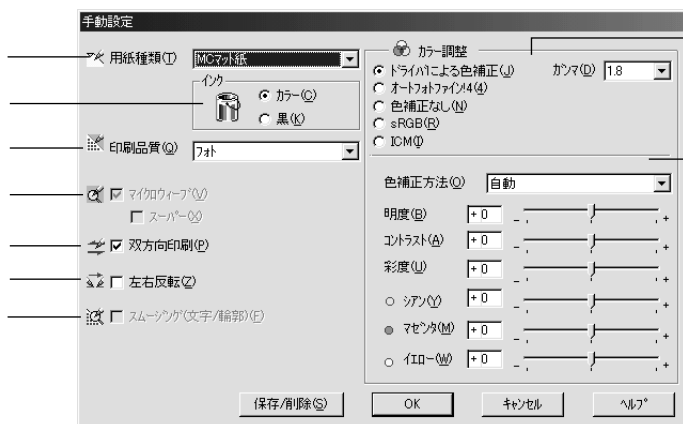 手動設定
用紙種類(T) MCマット紙
インク
カラー(C)
黒(K)
印刷品質(Q) フォト
マイクロウィーブ(V)
スーパー(X)
双方向印刷(P)
左右反転(Z)
スムージング(文字/輪郭)(F)
カラー調整
ドライバによる色補正(J) ガンマ(D) 1.8
オートフォトファイン!4(4)
色補正なし(N)
sRGB(R)
ICM(I)
色補正方法(O) 自動
明度(B) +0 - +
コントラスト(A) +0 - +
彩度(U) +0 - +
シアン(Y) +0 - +
マゼンタ(M) +0 - +
イエロー(W) +0 - +
保存/削除(S) OK キャンセル ヘルプ